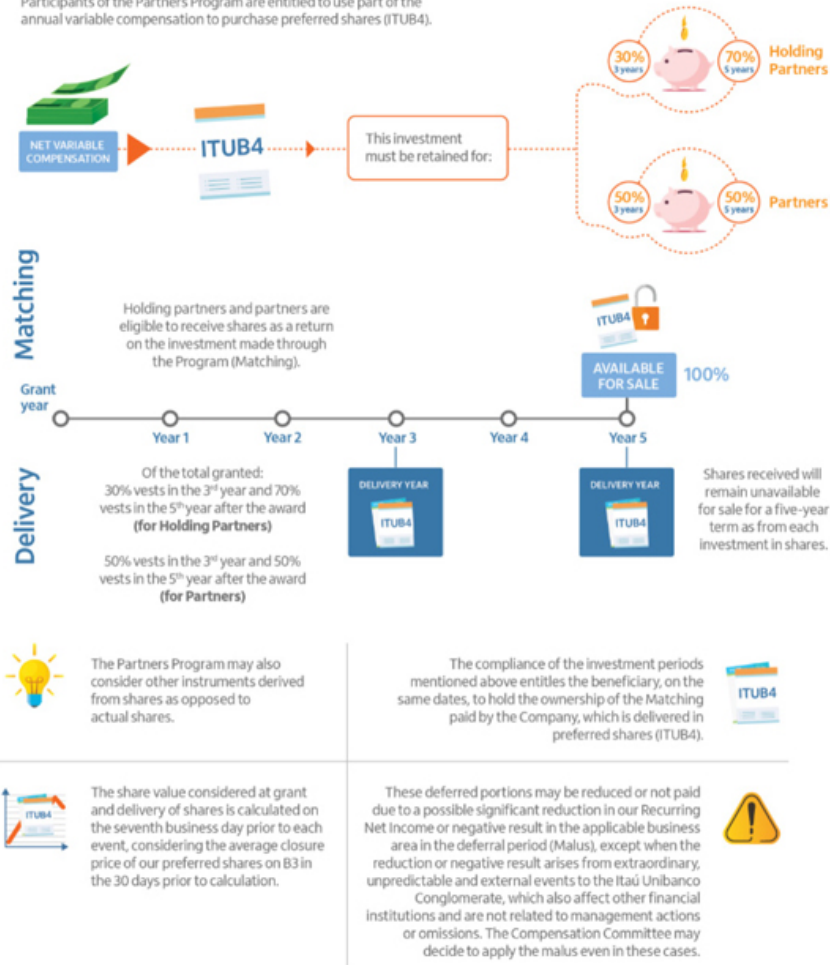 Participants of the Partners Program are entitled to use part of the
annual variable compensation to purchase preferred shares (ITUB4).
30%
3 years
70%
5 years
Holding
Partners
NET VARIABLE
COMPENSATION
ITUB4
This investment
must be retained for:
50%
3 years
50%
5 years
Partners
Matching
Holding partners and partners are
eligible to receive shares as a return
on the investment made through
the Program (Matching).
ITUB4
AVAILABLE
FOR SALE
100%
Grant
year
Year 1
Year 2
Year 3
Year 4
Year 5
Delivery
Of the total granted:
30% vests in the 3rd year and 70%
vests in the 5th year after the award
(for Holding Partners)
50% vests in the 3rd year and 50%
vests in the 5th year after the award
(for Partners)
DELIVERY YEAR
ITUB4
DELIVERY YEAR
ITUB4
Shares received will
remain unavailable
for sale for a five-year
term as from each
investment in shares.
The Partners Program may also
consider other instruments derived
from shares as opposed to
actual shares.
The compliance of the investment periods
mentioned above entitles the beneficiary, on the
same dates, to hold the ownership of the Matching
paid by the Company, which is delivered in
preferred shares (ITUB4).
ITUB4
ITUB4
The share value considered at grant
and delivery of shares is calculated on
the seventh business day prior to each
event, considering the average closure
price of our preferred shares on B3 in
the 30 days prior to calculation.
These deferred portions may be reduced or not paid
due to a possible significant reduction in our Recurring
Net Income or negative result in the applicable business
area in the deferral period (Malus), except when the
reduction or negative result arises from extraordinary,
unpredictable and external events to the Itaú Unibanco
Conglomerate, which also affect other financial
institutions and are not related to management actions
or omissions. The Compensation Committee may
decide to apply the malus even in these cases.